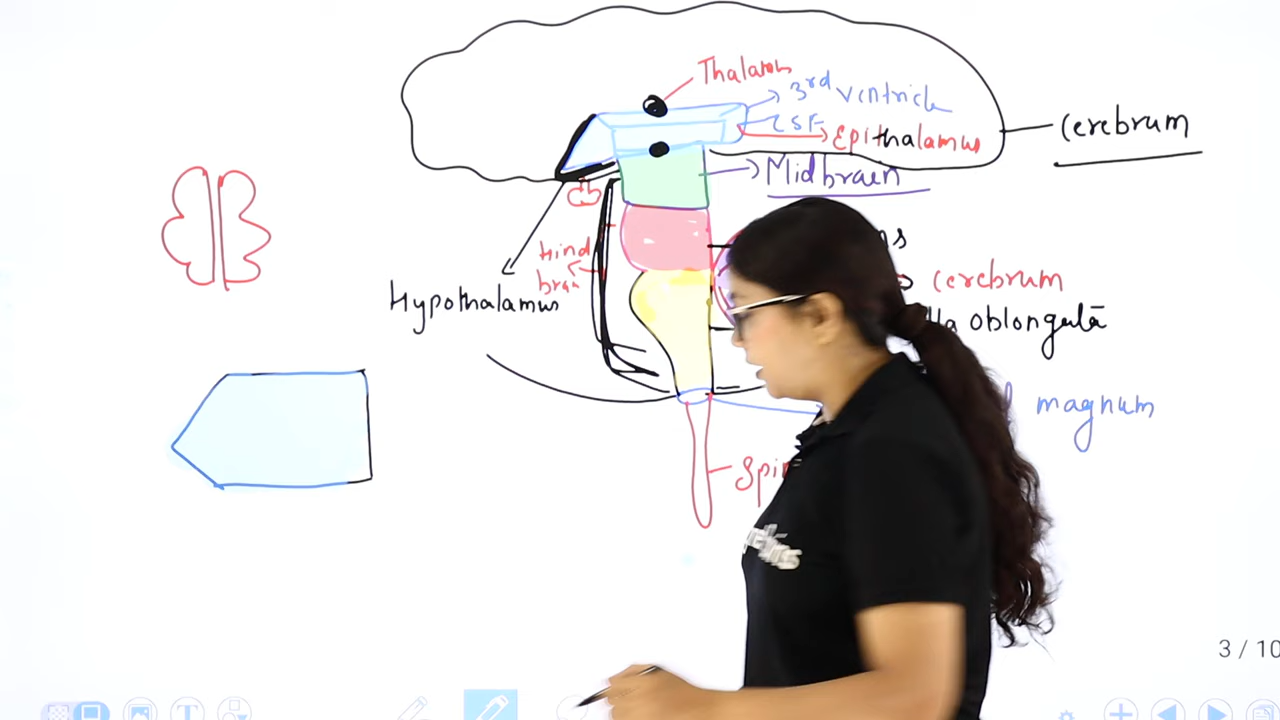 Thalamus
3rd ventricle
CSF
Epithalamus
cerebrum
Midbrain
Hind
brain
cerebrum
Hypothalamus
oblongata
magnum
3 / 10